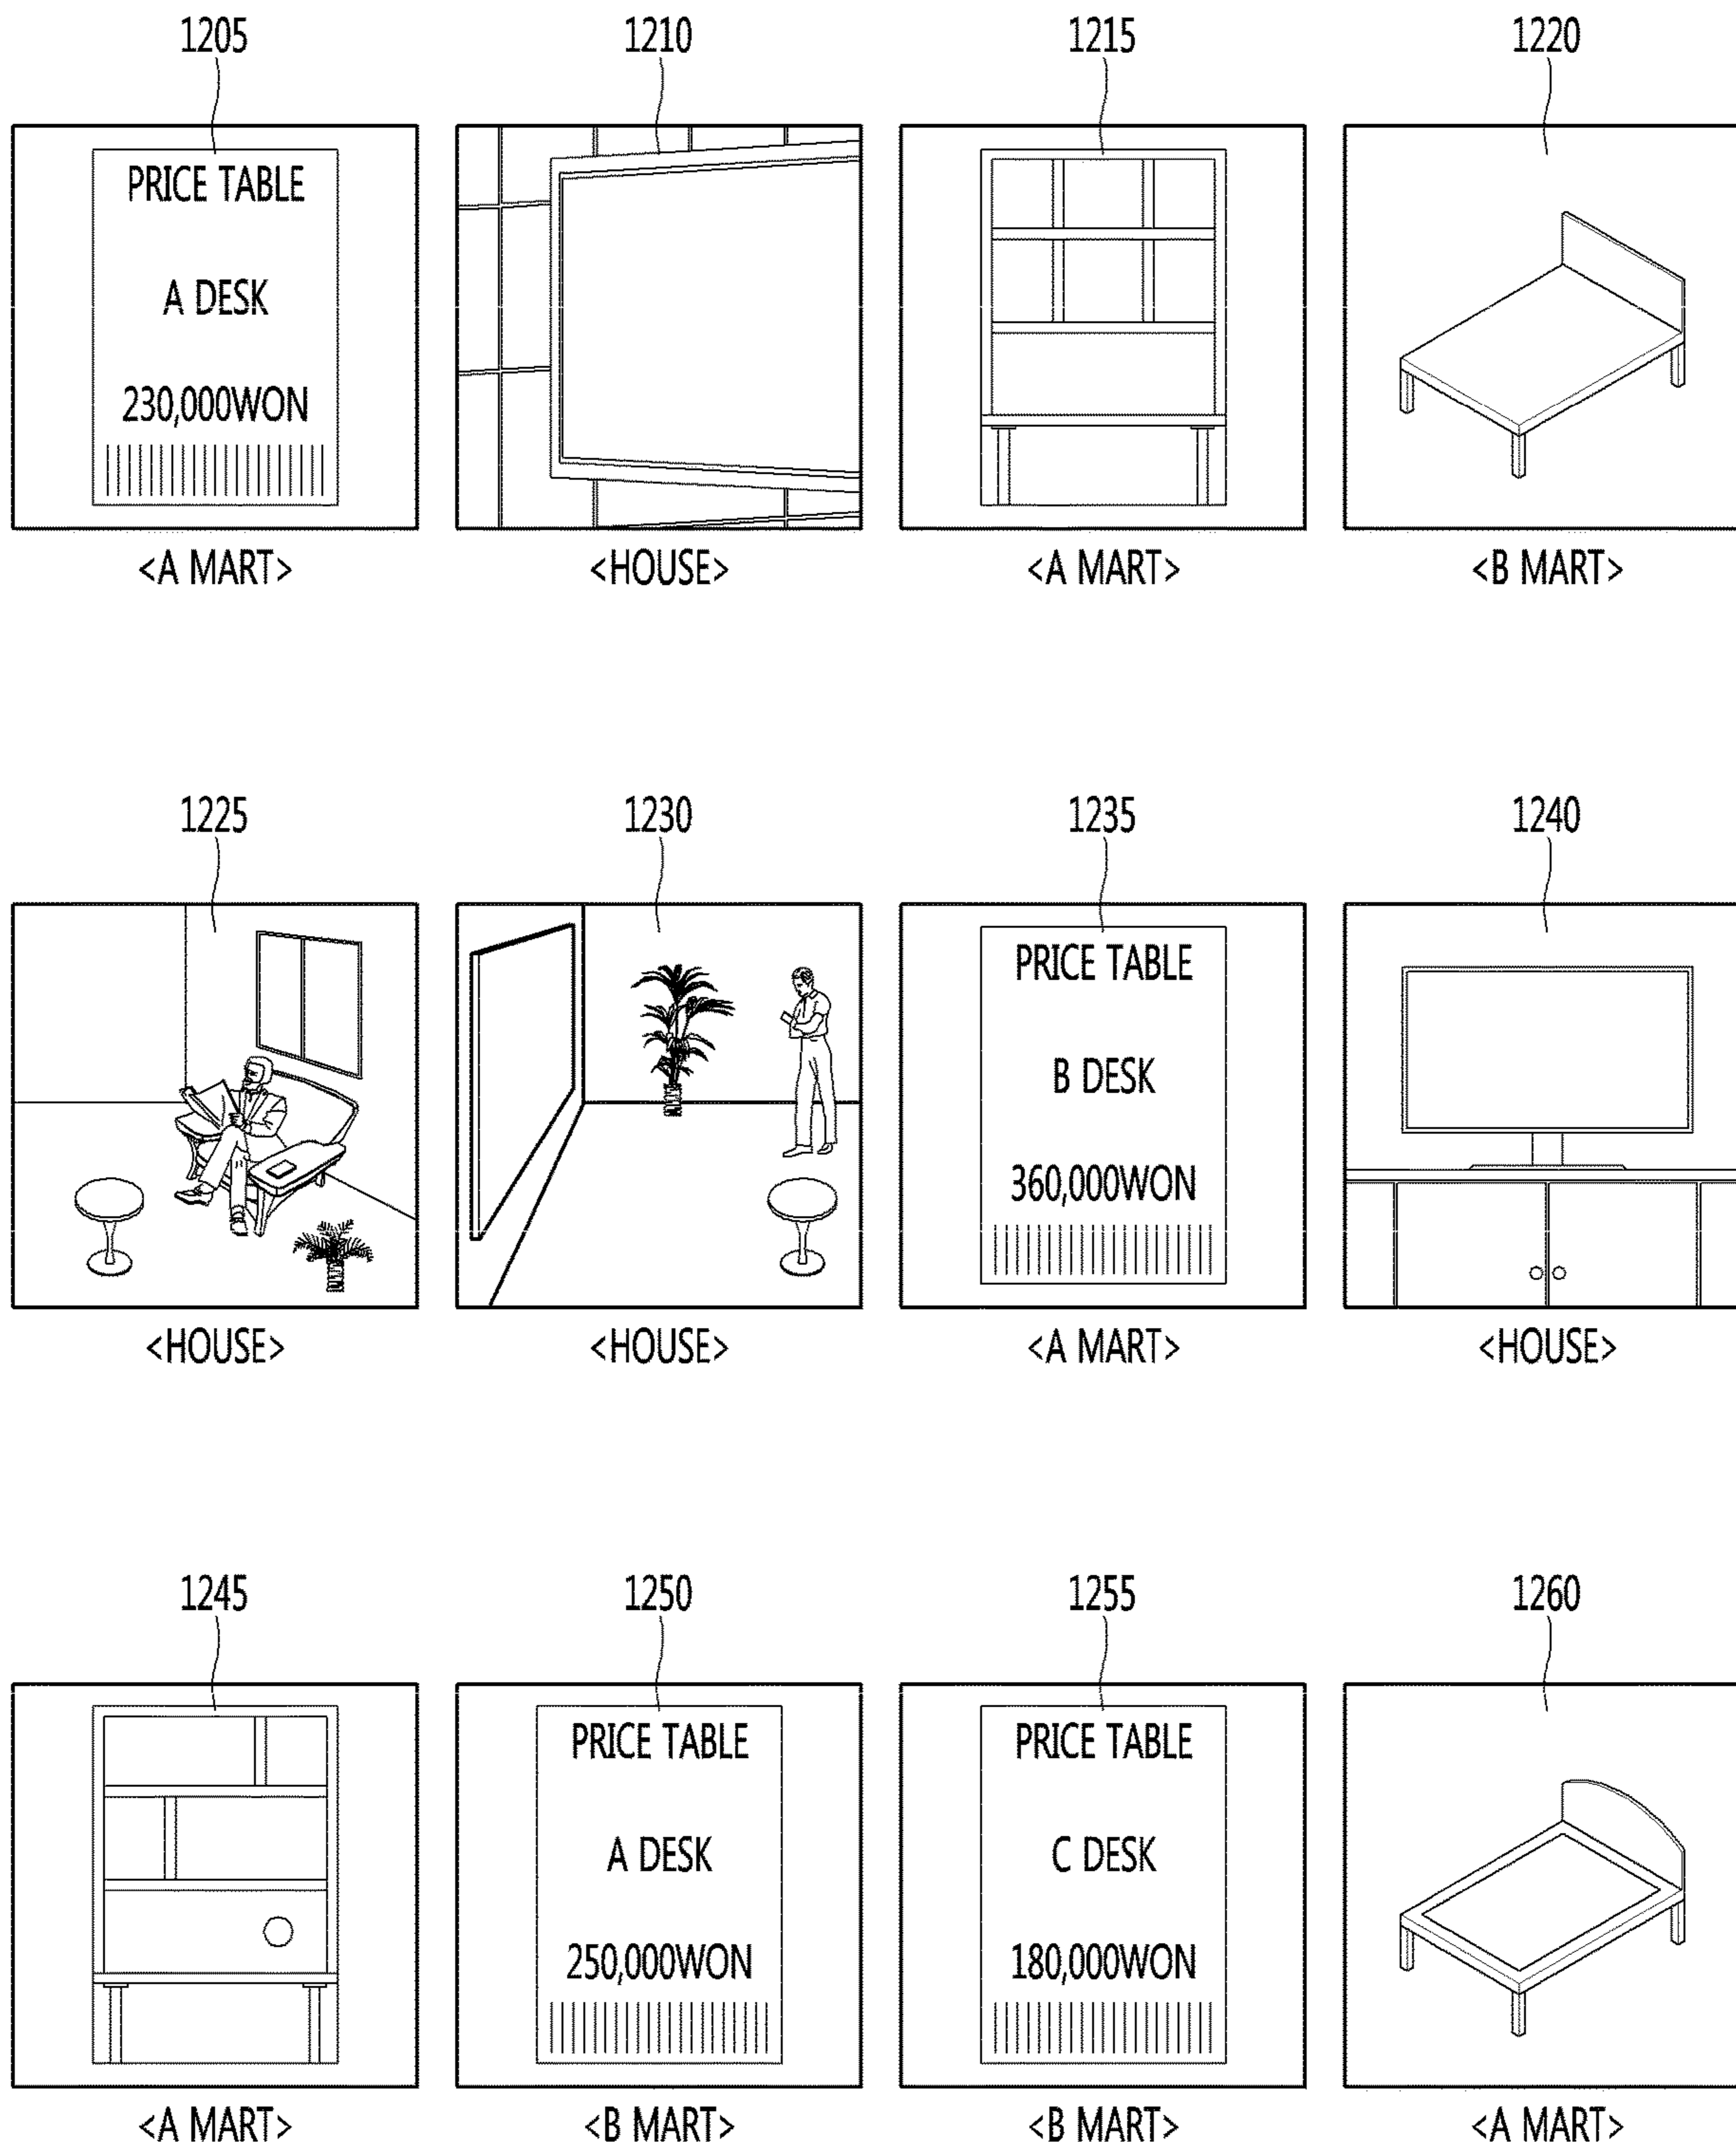 1205
1210
1215
1220
PRICE TABLE
A DESK
230,000WON
<A MART>
<HOUSE>
<A MART>
<B MART>
1225
1230
1235
1240
PRICE TABLE
B DESK
360,000WON
<HOUSE>
<HOUSE>
<A MART>
<HOUSE>
1245
1250
1255
1260
PRICE TABLE
A DESK
250,000WON
PRICE TABLE
C DESK
180,000WON
<A MART>
<B MART>
<B MART>
<A MART>